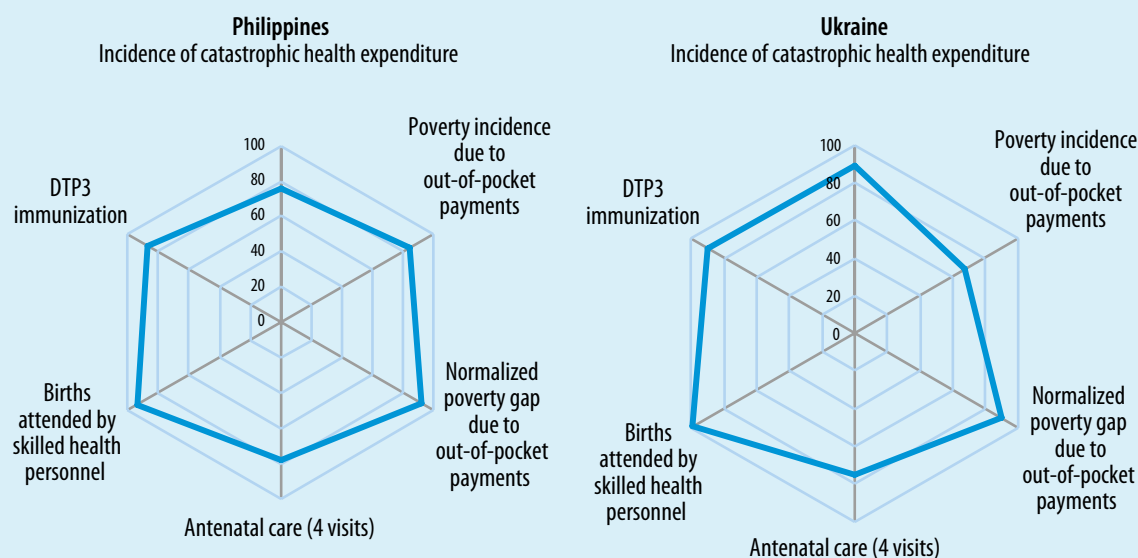 Philippines
Incidence of catastrophic health expenditure
100
80
60
40
20
0
Poverty incidence
due to
out-of-pocket
payments
Normalized
poverty gap
due to
out-of-pocket
payments
Antenatal care (4 visits)
Births
attended by
skilled health
personnel
DTP3
immunization
Ukraine
Incidence of catastrophic health expenditure
100
80
60
40
20
0
Poverty incidence
due to
out-of-pocket
payments
Normalized
poverty gap
due to
out-of-pocket
payments
Antenatal care (4 visits)
Births
attended by
skilled health
personnel
DTP3
immunization